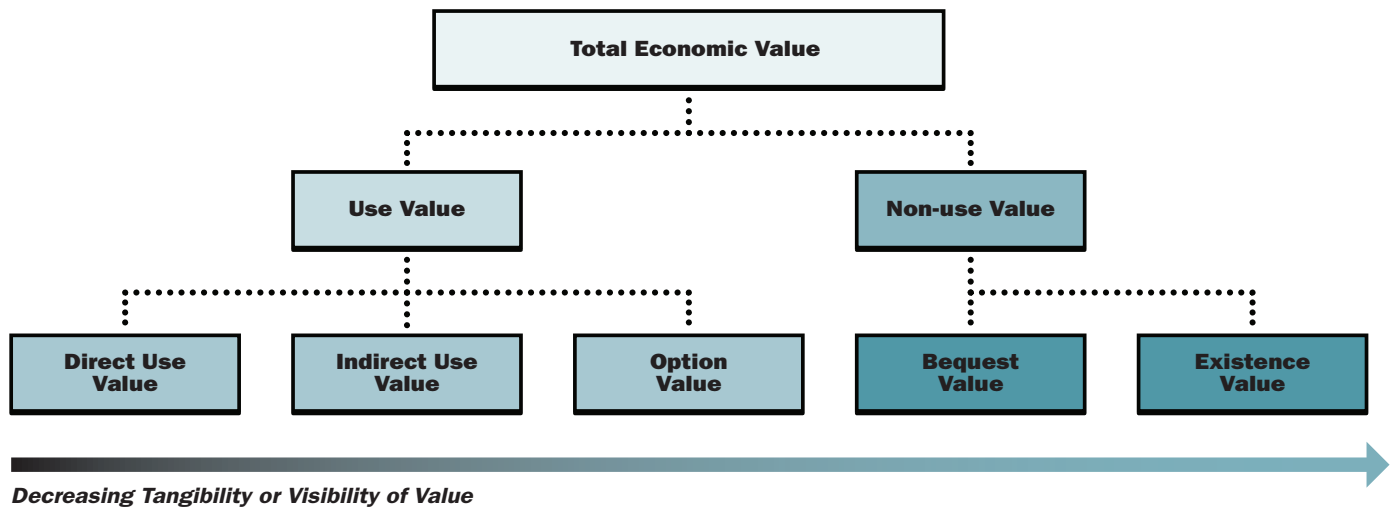 Total Economic Value
Use Value
Non-use Value
Direct Use
Value
Indirect Use
Value
Option
Value
Bequest
Value
Existence
Value
Decreasing Tangibility or Visibility of Value